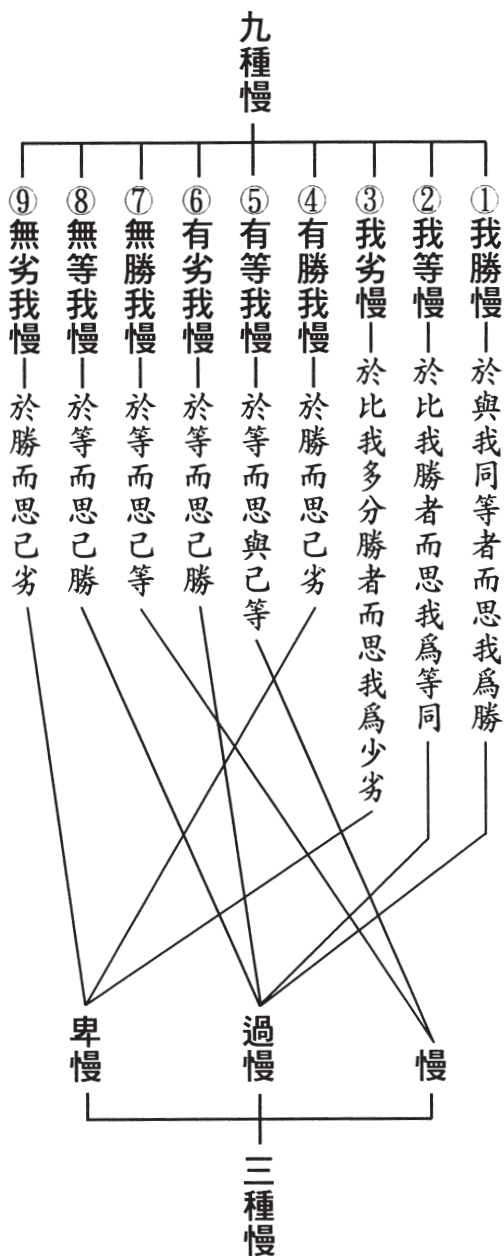 九種慢
①我勝慢—於與我同等者而思我爲勝
②我等慢—於比我勝者而思我爲等同
③我劣慢—於比我多分勝者而思我爲少劣
④有勝我慢—於勝而思己劣
⑤有等我慢—於等而思與己等
⑥有劣我慢—於等而思己勝
⑦無勝我慢—於等而思己等
⑧無等我慢—於等而思己勝
⑨無劣我慢—於勝而思己劣
慢
過慢
卑慢
三種慢